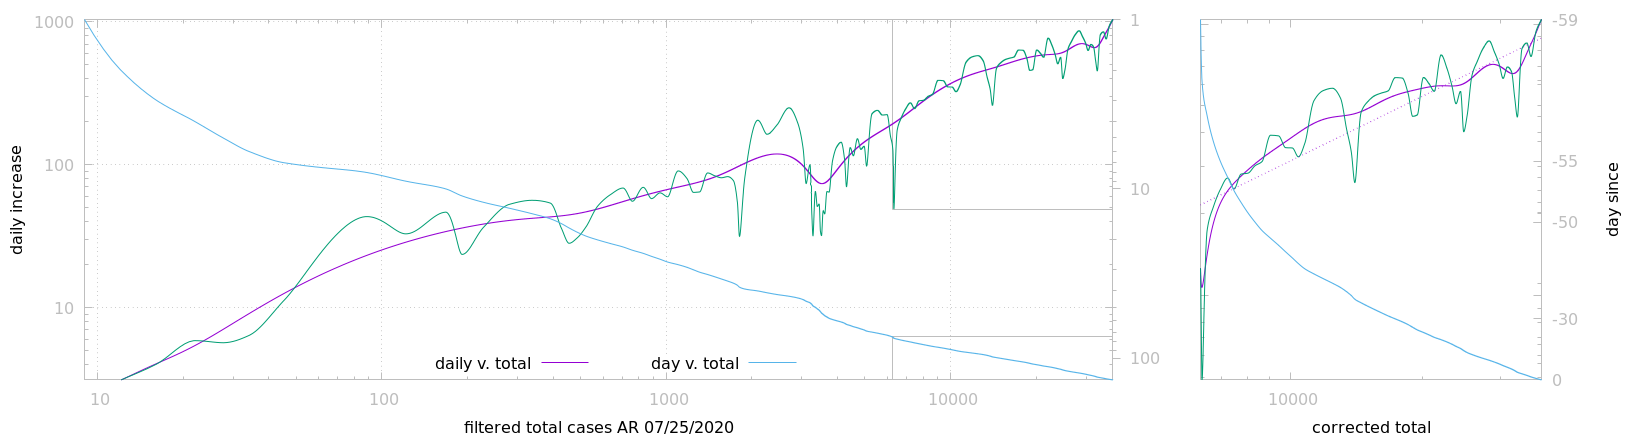 1000
100
10
daily increase
10
100
1000
10000
filtered total cases AR 07/25/2020
daily v. total
day v. total
1
10
100
10000
corrected total
-59
-55
-50
-30
0
day since